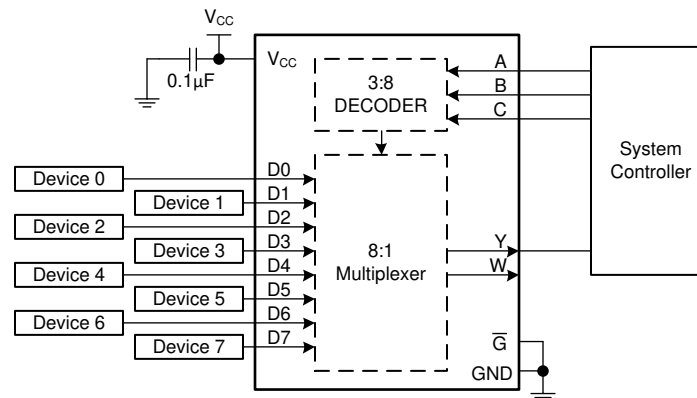 VCC
0.1µF
VCC
3:8
DECODER
A
B
C
System
Controller
Device 0
Device 1
Device 2
Device 3
Device 4
Device 5
Device 6
Device 7
D0
D1
D2
D3
D4
D5
D6
D7
8:1
Multiplexer
Y
W
G̅
GND